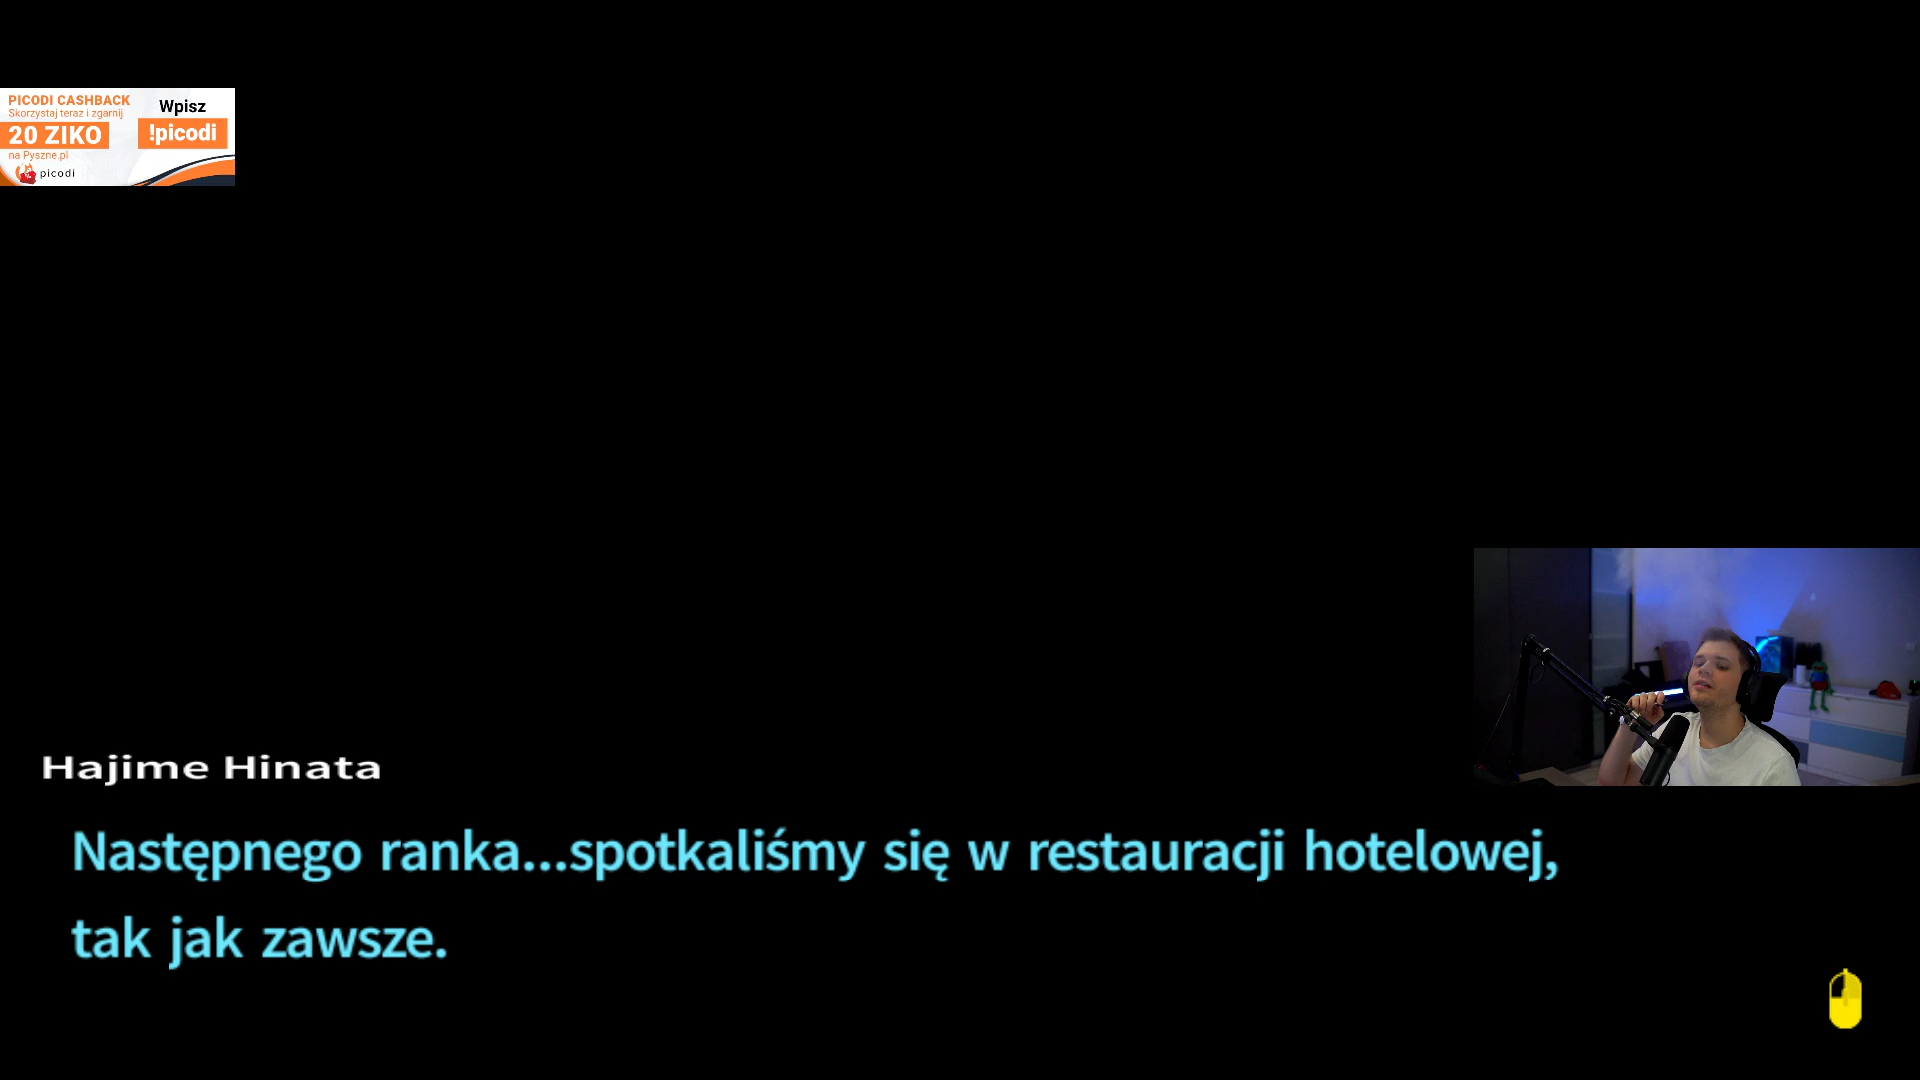 PICODI CASHBACK
Skorzystaj teraz i zgarnij
20 ZIKO
na Pyszne.pl
picodi
Wpisz
!picodi
Hajime Hinata
Następnego ranka...spotkaliśmy się w restauracji hotelowej,
tak jak zawsze.